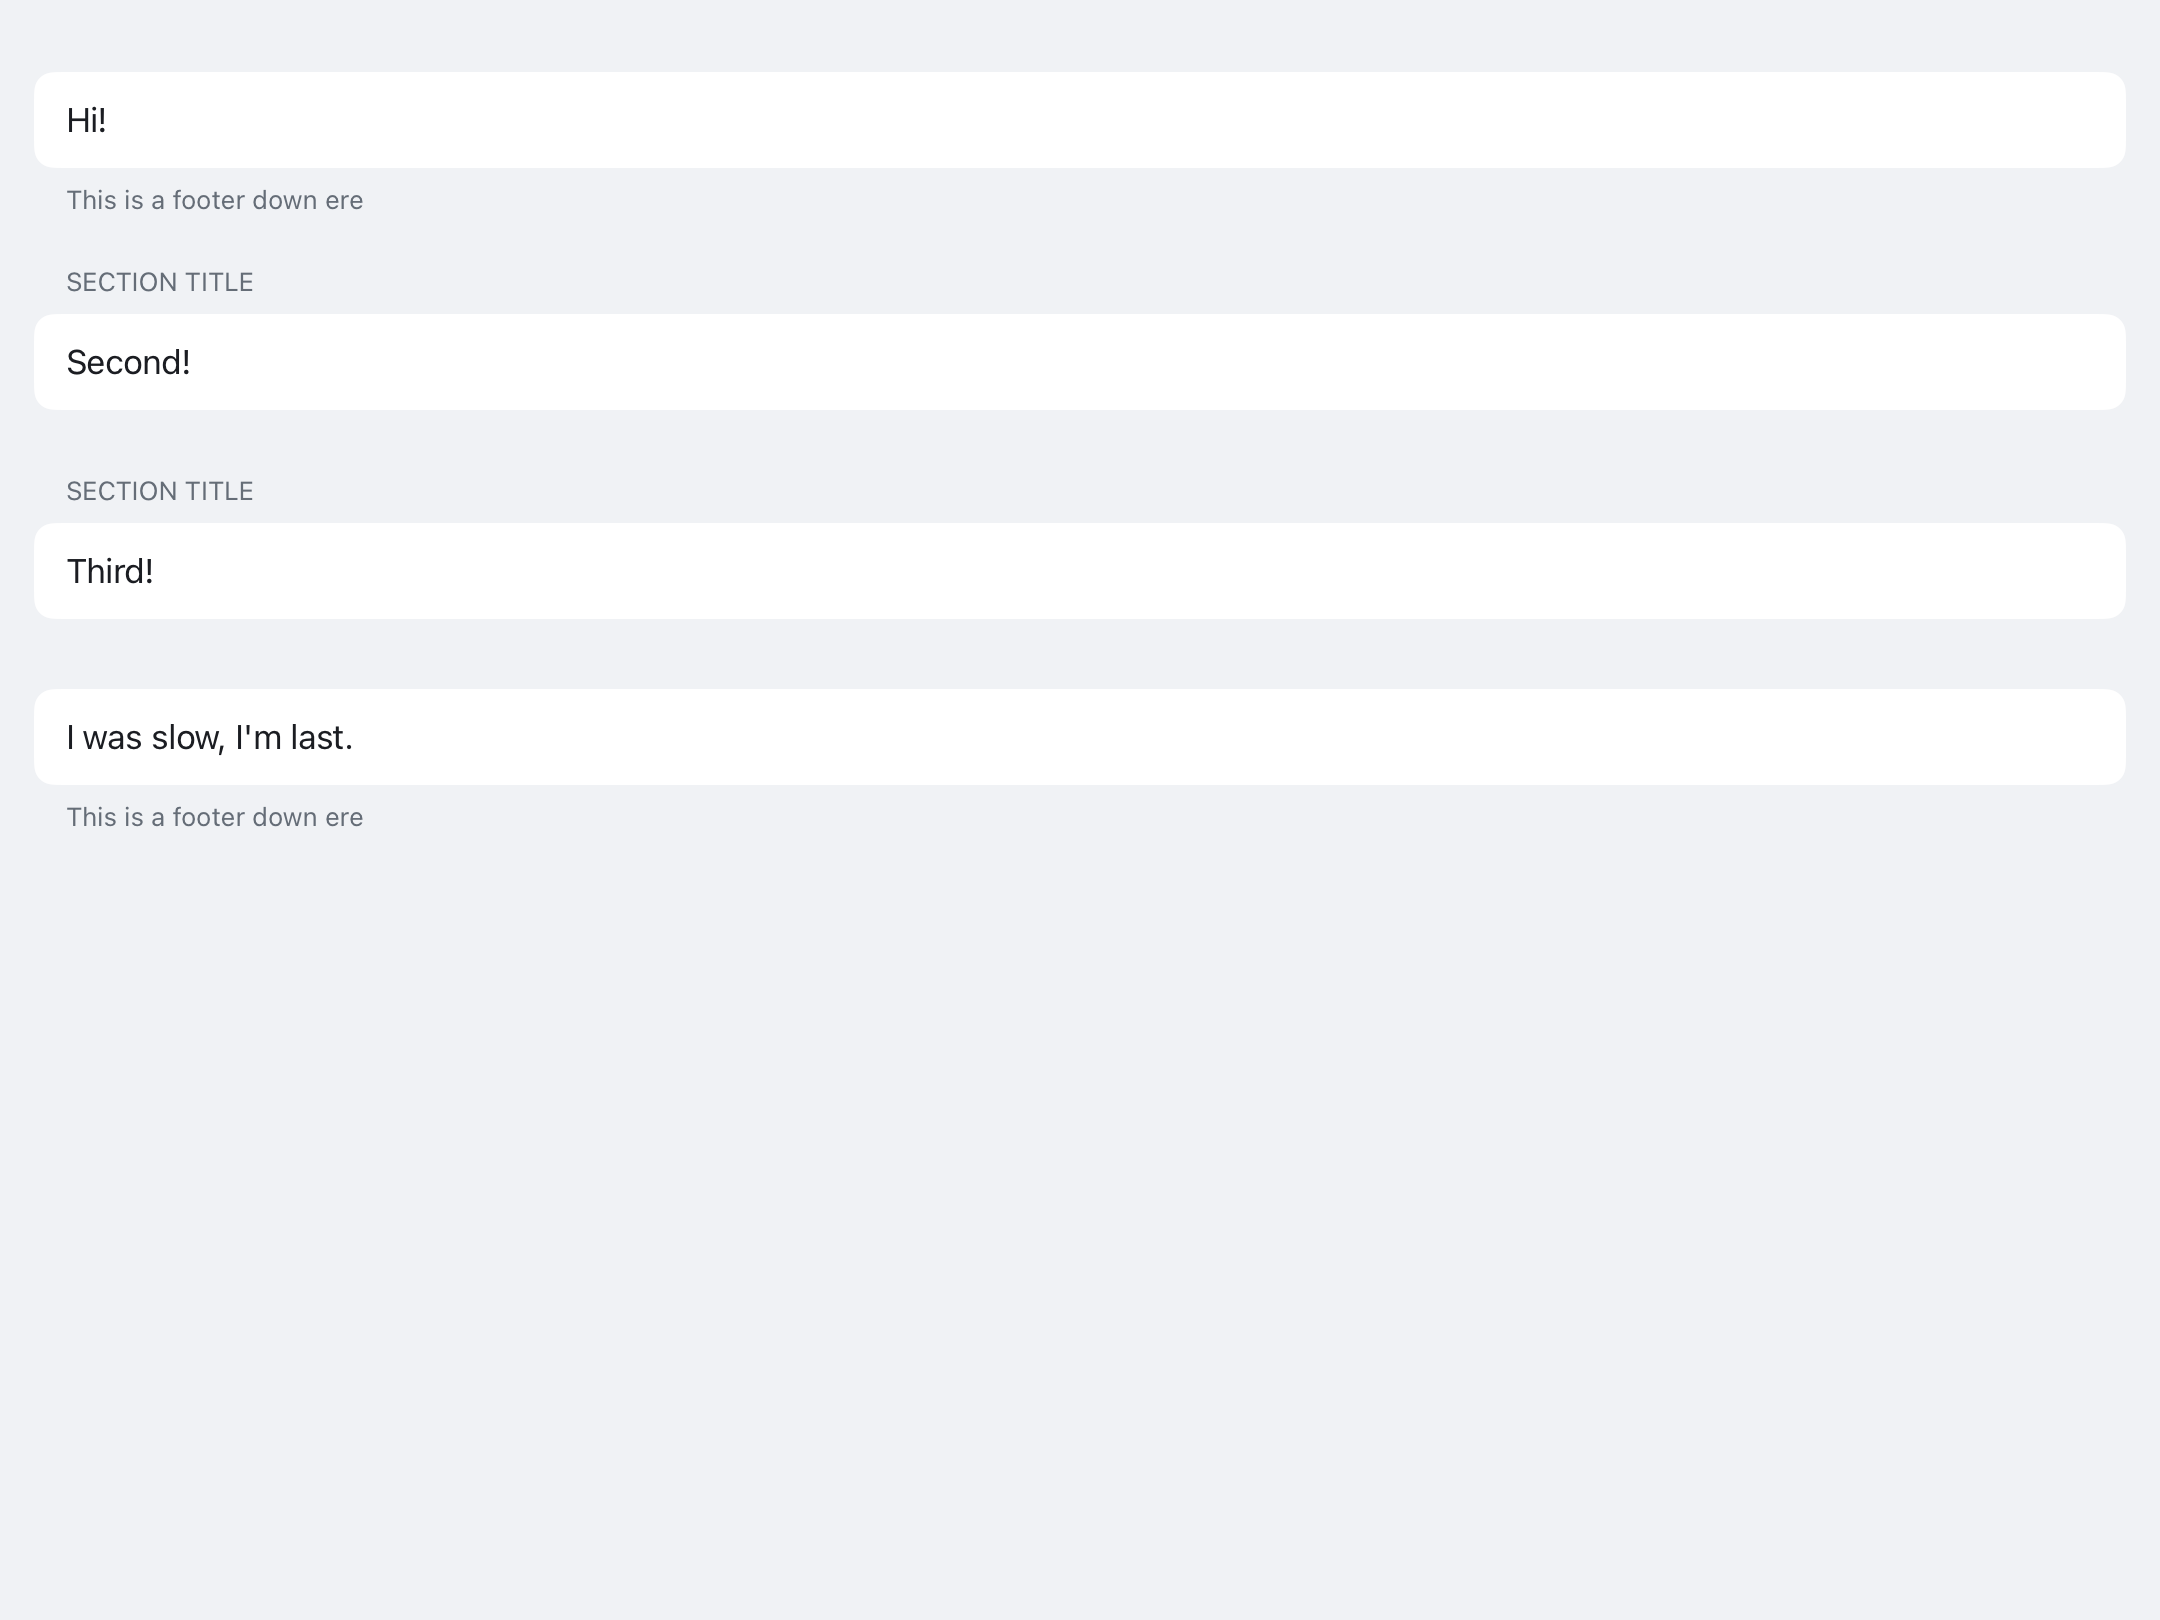 Hi!
This is a footer down ere
SECTION TITLE
Second!
SECTION TITLE
Third!
I was slow, I'm last.
This is a footer down ere